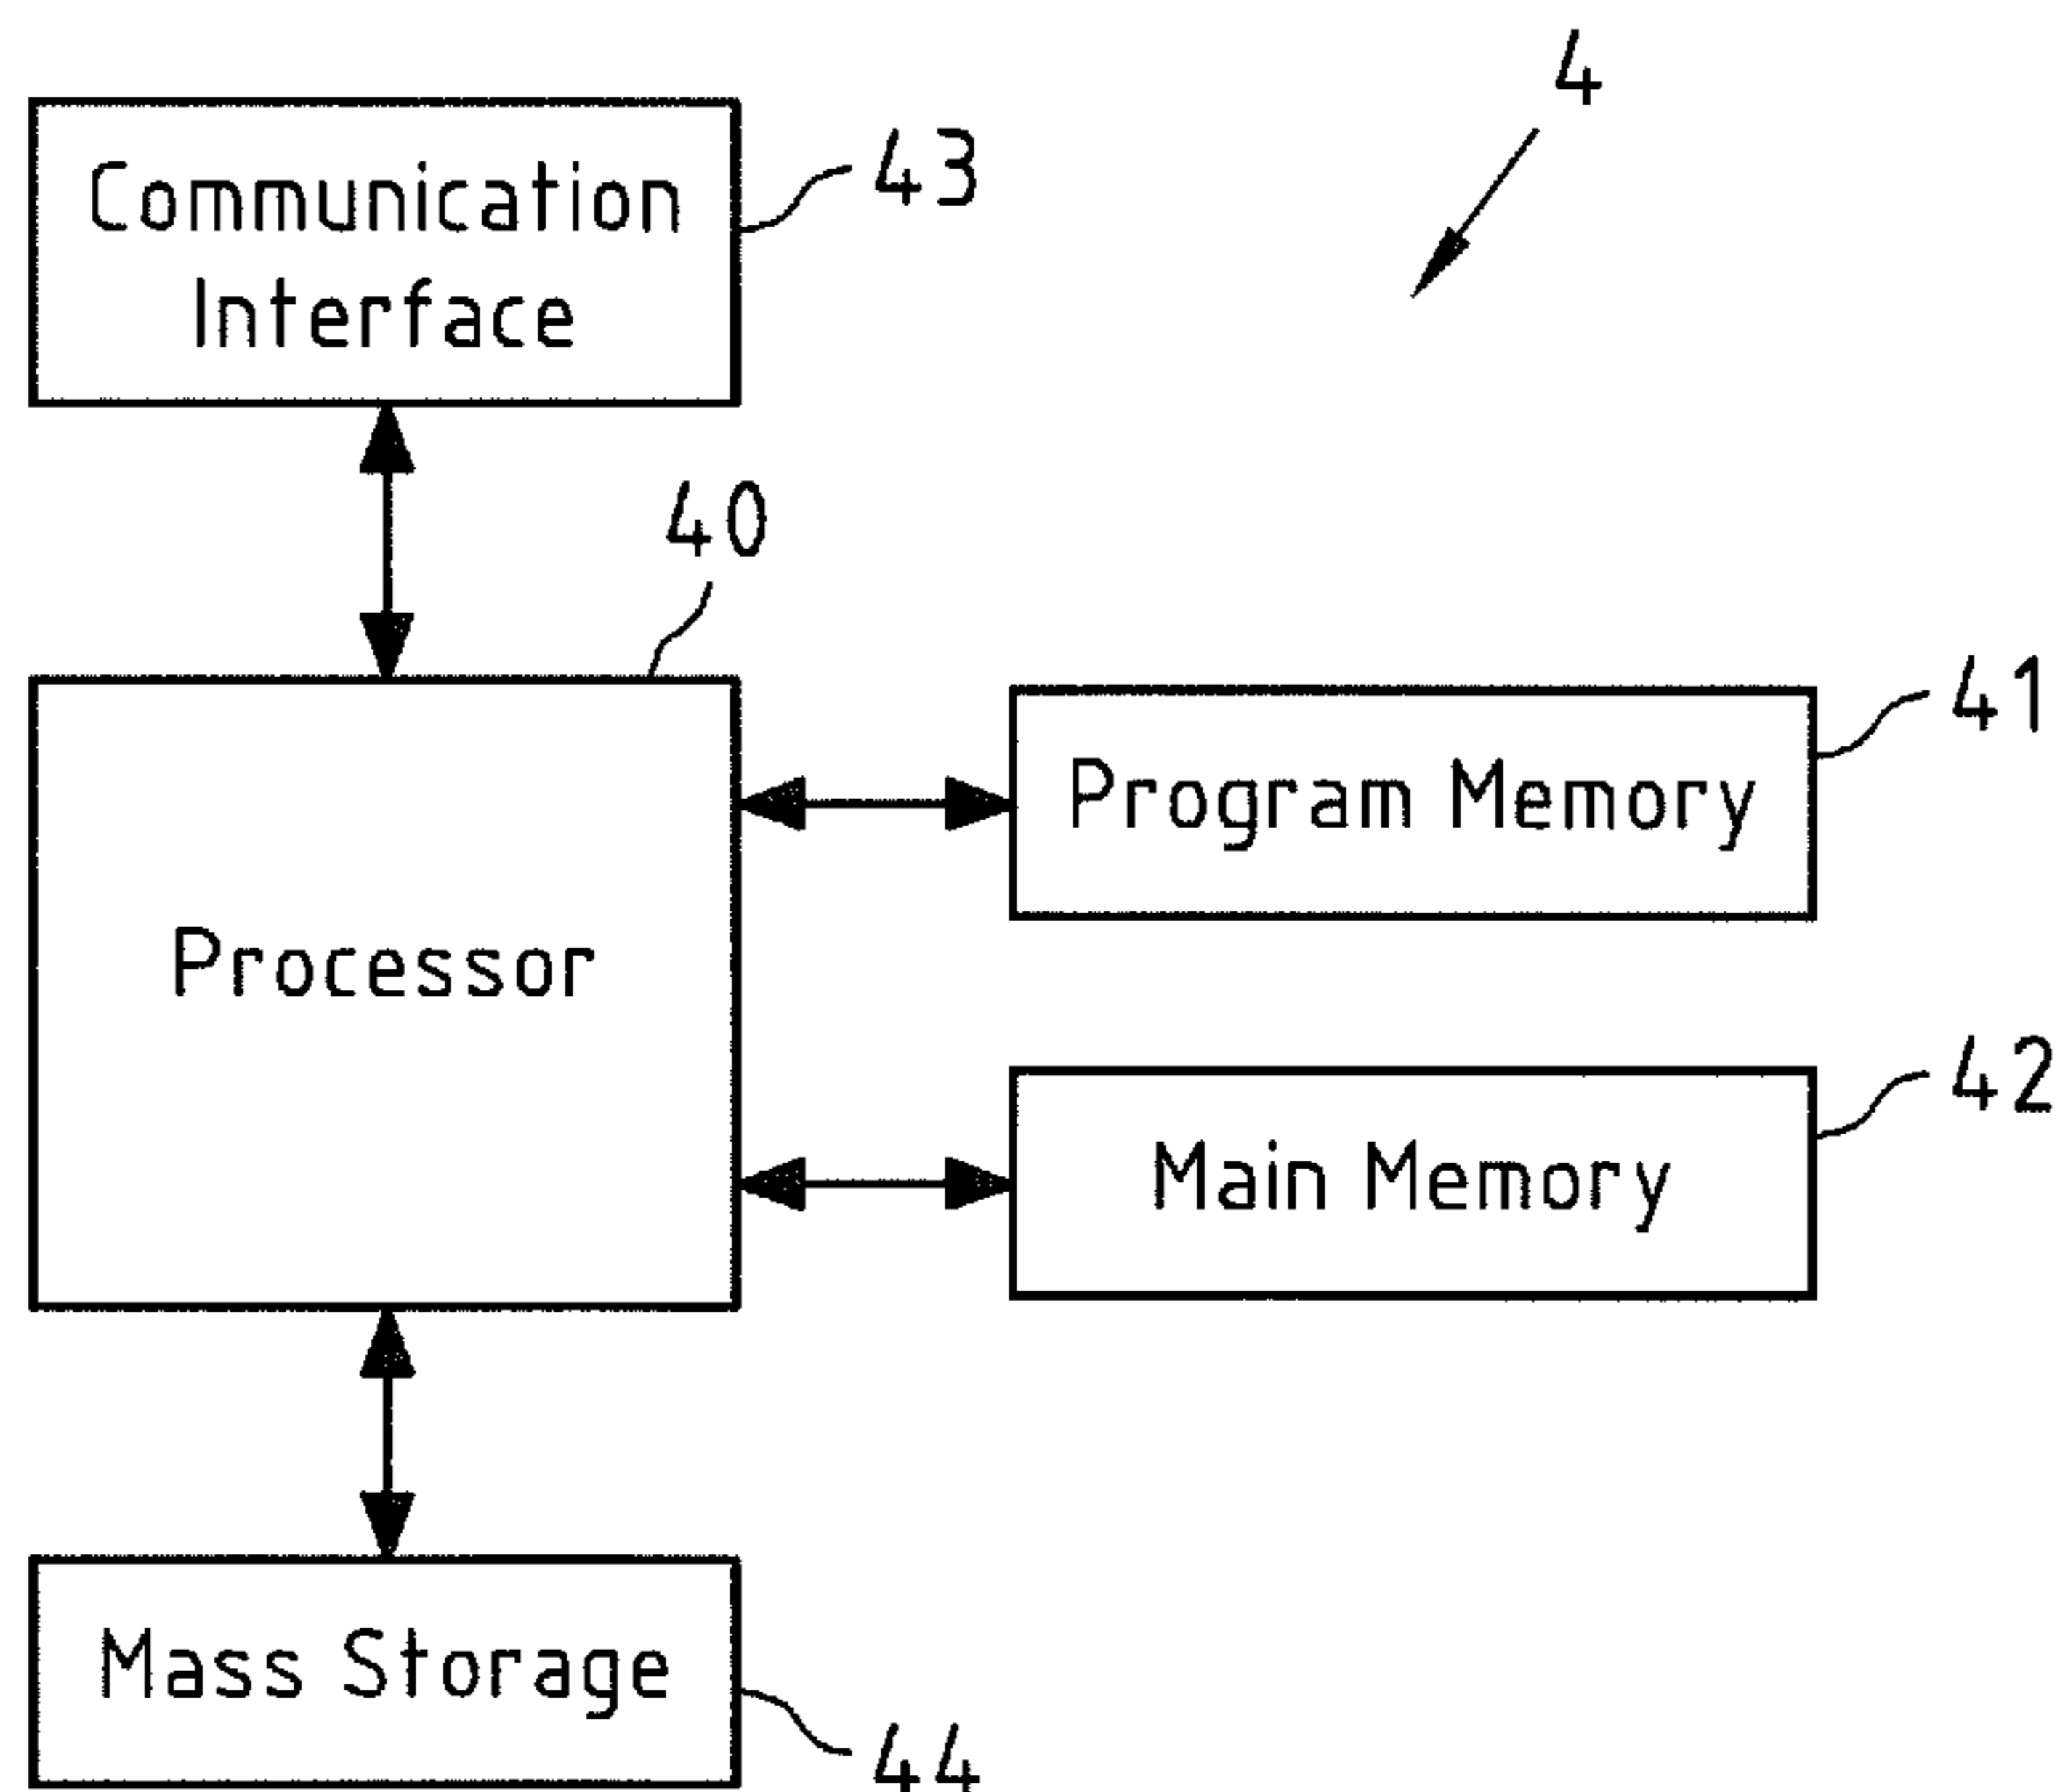 4
Communication
Interface
43
40
Processor
Program Memory
41
Main Memory
42
Mass Storage
44